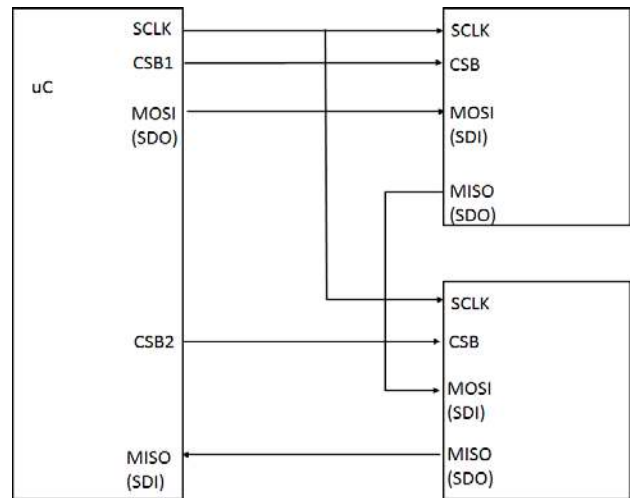 uC
SCLK
CSB1
MOSI
(SDO)
CSB2
MISO
(SDI)
SCLK
CSB
MOSI
(SDI)
MISO
(SDO)
SCLK
CSB
MOSI
(SDI)
MISO
(SDO)